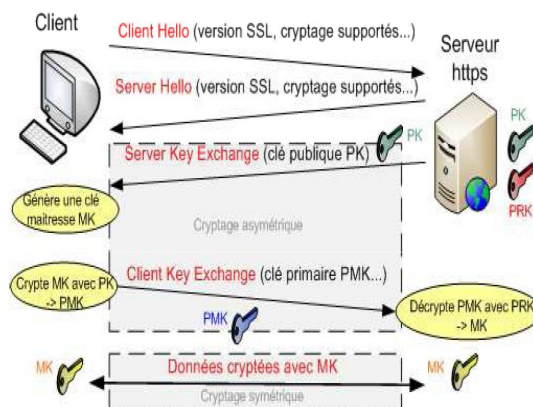 Client
Client Hello (version SSL, cryptage supportés...)
Serveur
https
Server Hello (version SSL, cryptage supportés...)
PK
PK
Server Key Exchange (clé publique PK)
PRK
Génère une clé
maitresse MK
Cryptage asymétrique
Client Key Exchange (clé primaire PMK...)
Crypte MK avec PK
-> PMK
PMK
Décrypte PMK avec PRK
-> MK
MK
Données cryptées avec MK
MK
Cryptage symétrique